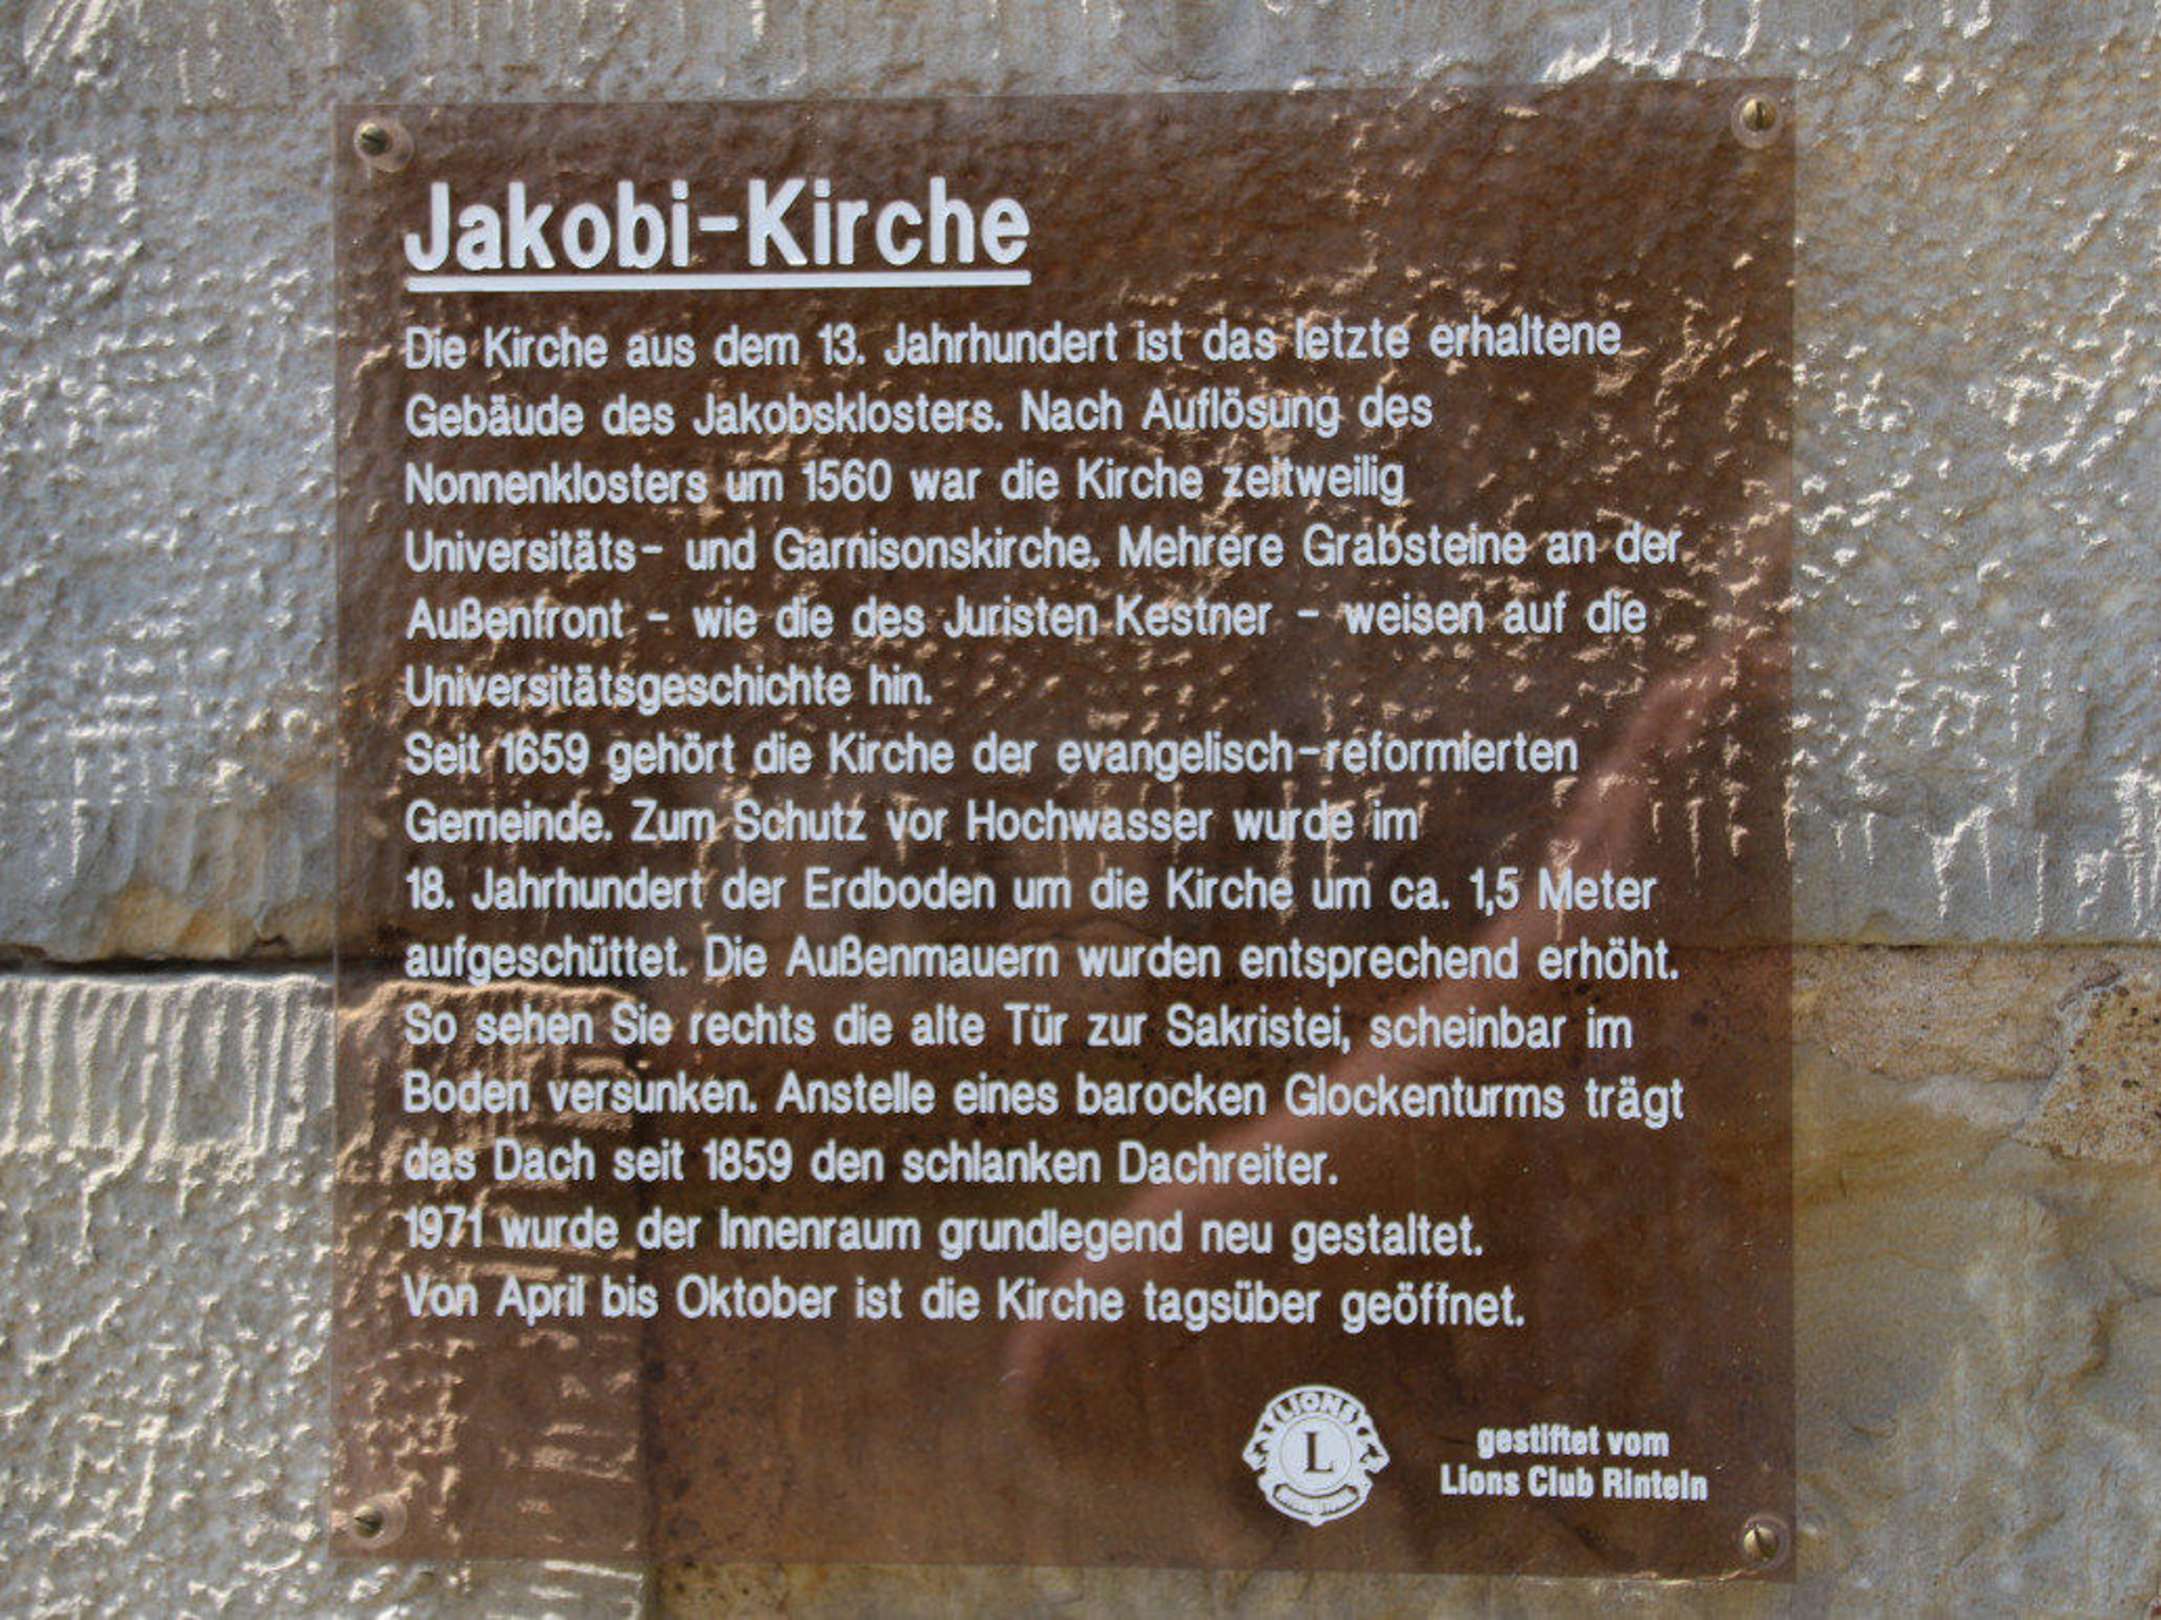 Jakobi-Kirche
Die Kirche aus dem 13. Jahrhundert ist das letzte erhaltene
Gebäude des Jakobsklosters. Nach Auflösung des
Nonnenklosters um 1560 war die Kirche zeitweilig
Universitäts- und Garnisonskirche. Mehrere Grabsteine an der
Außenfront - wie die des Juristen Kestner - weisen auf die
Universitätsgeschichte hin.
Seit 1659 gehört die Kirche der evangelisch-reformierten
Gemeinde. Zum Schutz vor Hochwasser wurde im
18. Jahrhundert der Erdboden um die Kirche um ca. 1,5 Meter
aufgeschüttet. Die Außenmauern wurden entsprechend erhöht.
So sehen Sie rechts die alte Tür zur Sakristei, scheinbar im
Boden versunken. Anstelle eines barocken Glockenturms trägt
das Dach seit 1859 den schlanken Dachreiter.
1971 wurde der Innenraum grundlegend neu gestaltet.
Von April bis Oktober ist die Kirche tagsüber geöffnet.
LIONS
L
gestiftet vom
Lions Club Rinteln